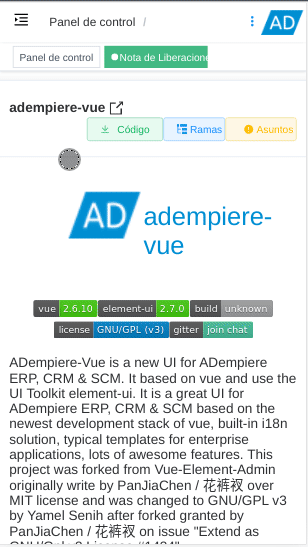 Panel de control /
AD
Panel de control
Nota de Liberacione
adempiere-vue
Código
Ramas
Asuntos
AD adempiere-
vue
vue 2.6.10 element-ui 2.7.0 build unknown
license GNU/GPL (v3) gitter join chat
ADempiere-Vue is a new UI for ADempiere
ERP, CRM & SCM. It based on vue and use the
UI Toolkit element-ui. It is a great UI for
ADempiere ERP, CRM & SCM based on the
newest development stack of vue, built-in i18n
solution, typical templates for enterprise
applications, lots of awesome features. This
project was forked from Vue-Element-Admin
originally write by PanJiaChen / 花裤衩 over
MIT license and was changed to GNU/GPL v3
by Yamel Senih after forked granted by
PanJiaChen / 花裤衩 on issue "Extend as